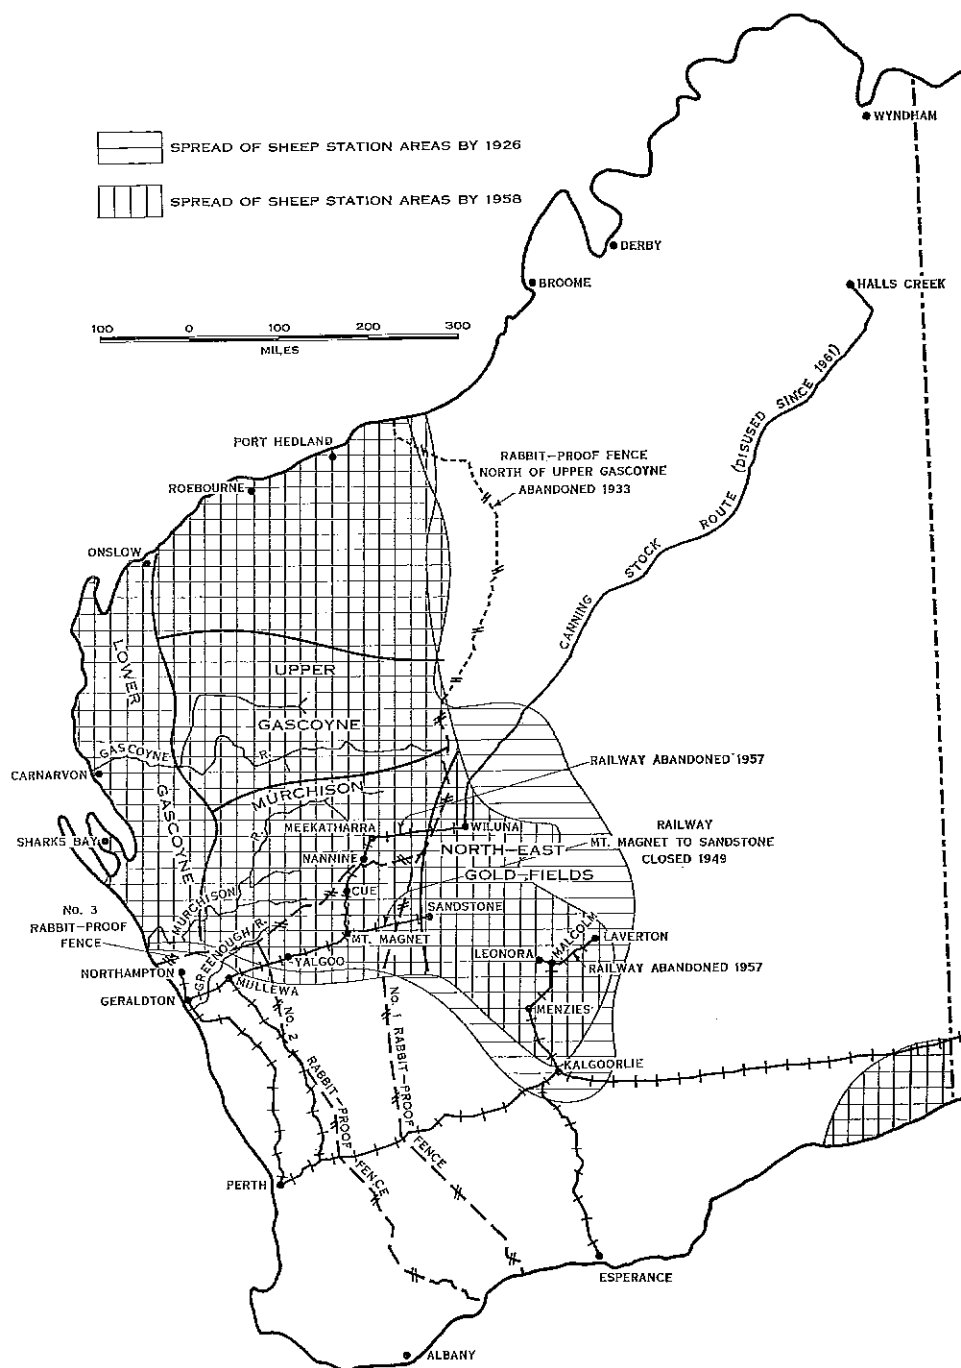 WYNDHAM
SPREAD OF SHEEP STATION AREAS BY 1926
SPREAD OF SHEEP STATION AREAS BY 1958
DERBY
BROOME
HALLS CREEK
100 0 100 200 300
MILES
CANNING STOCK ROUTE (DISUSED SINCE 1961)
PORT HEDLAND
RABBIT-PROOF FENCE
NORTH OF UPPER GASCOYNE
ABANDONED 1933
ROEBOURNE
ONSLOW
LOWER GASCOYNE
UPPER
GASCOYNE
GASCOYNE R.
CARNARVON
RAILWAY ABANDONED 1957
MURCHISON
MEEKATHARRA
WILUNA
SHARKS BAY
RAILWAY
MT. MAGNET TO SANDSTONE
CLOSED 1949
NANNINE
NORTH-EAST
GOLD-FIELDS
CUE
MURCHISON R.
SANDSTONE
No. 3
RABBIT-PROOF
FENCE
GREENOUGH R.
MT. MAGNET
MALCOLM
LAVERTON
YALGOO
LEONORA
RAILWAY ABANDONED 1957
NORTHAMPTON
MULLEWA
GERALDTON
MENZIES
No. 2 RABBIT-PROOF FENCE
No. 1 RABBIT-PROOF FENCE
KALGOORLIE
PERTH
ESPERANCE
ALBANY